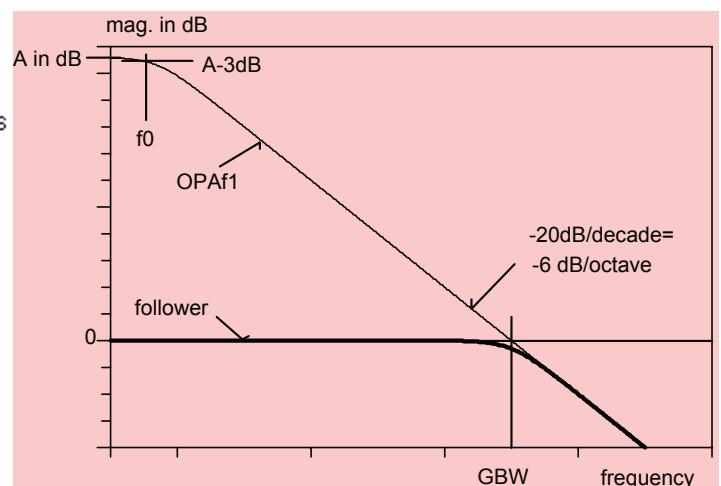 mag. in dB
A in dB
A-3dB
s
f0
OPAf1
-20dB/decade=
-6 dB/octave
follower
0
GBW
frequency